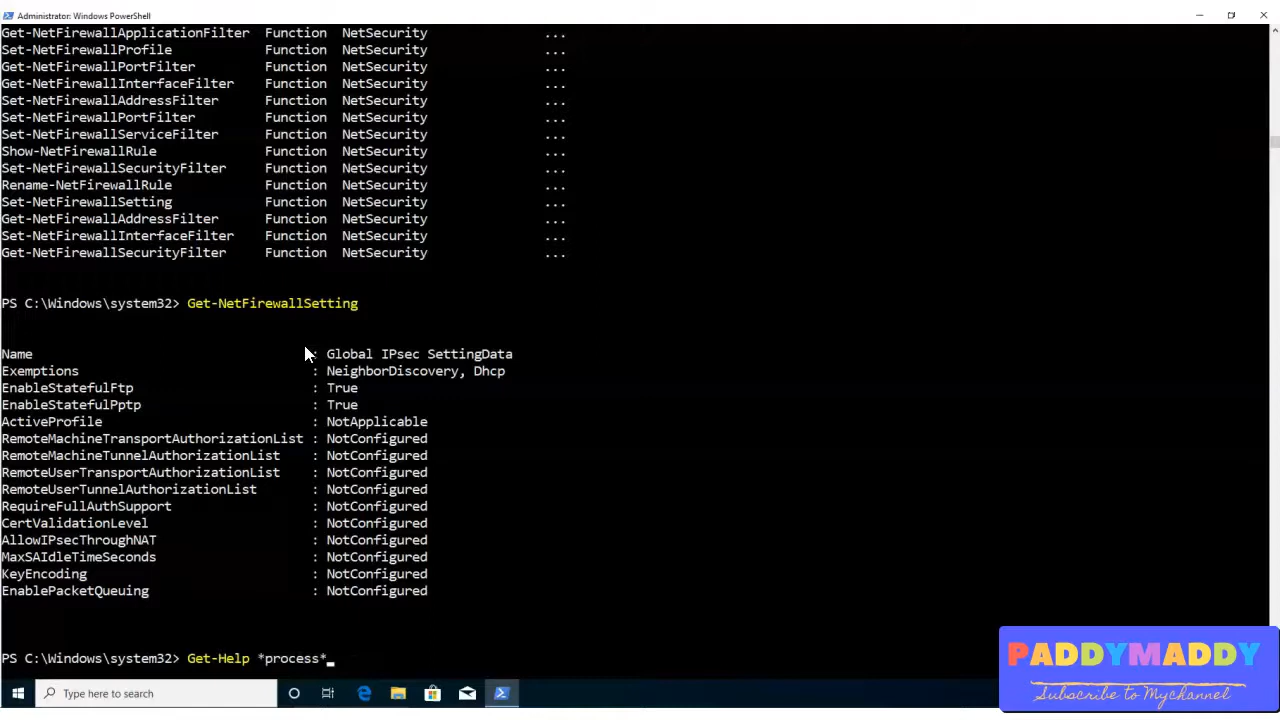 Administrator: Windows PowerShell
Get-NetFirewallApplicationFilter Function NetSecurity ...
Set-NetFirewallProfile Function NetSecurity ...
Get-NetFirewallPortFilter Function NetSecurity ...
Get-NetFirewallInterfaceFilter Function NetSecurity ...
Set-NetFirewallAddressFilter Function NetSecurity ...
Set-NetFirewallPortFilter Function NetSecurity ...
Set-NetFirewallServiceFilter Function NetSecurity ...
Show-NetFirewallRule Function NetSecurity ...
Set-NetFirewallSecurityFilter Function NetSecurity ...
Rename-NetFirewallRule Function NetSecurity ...
Set-NetFirewallSetting Function NetSecurity ...
Get-NetFirewallAddressFilter Function NetSecurity ...
Set-NetFirewallInterfaceFilter Function NetSecurity ...
Get-NetFirewallSecurityFilter Function NetSecurity ...
PS C:\Windows\system32> Get-NetFirewallSetting
Name : Global IPsec SettingData
Exemptions : NeighborDiscovery, Dhcp
EnableStatefulFtp : True
EnableStatefulPptp : True
ActiveProfile : NotApplicable
RemoteMachineTransportAuthorizationList : NotConfigured
RemoteMachineTunnelAuthorizationList : NotConfigured
RemoteUserTransportAuthorizationList : NotConfigured
RemoteUserTunnelAuthorizationList : NotConfigured
RequireFullAuthSupport : NotConfigured
CertValidationLevel : NotConfigured
AllowIPsecThroughNAT : NotConfigured
MaxSAIdleTimeSeconds : NotConfigured
KeyEncoding : NotConfigured
EnablePacketQueuing : NotConfigured
PS C:\Windows\system32> Get-Help *process*_
PADDYMADDY
Subscribe to Mychannel
Type here to search